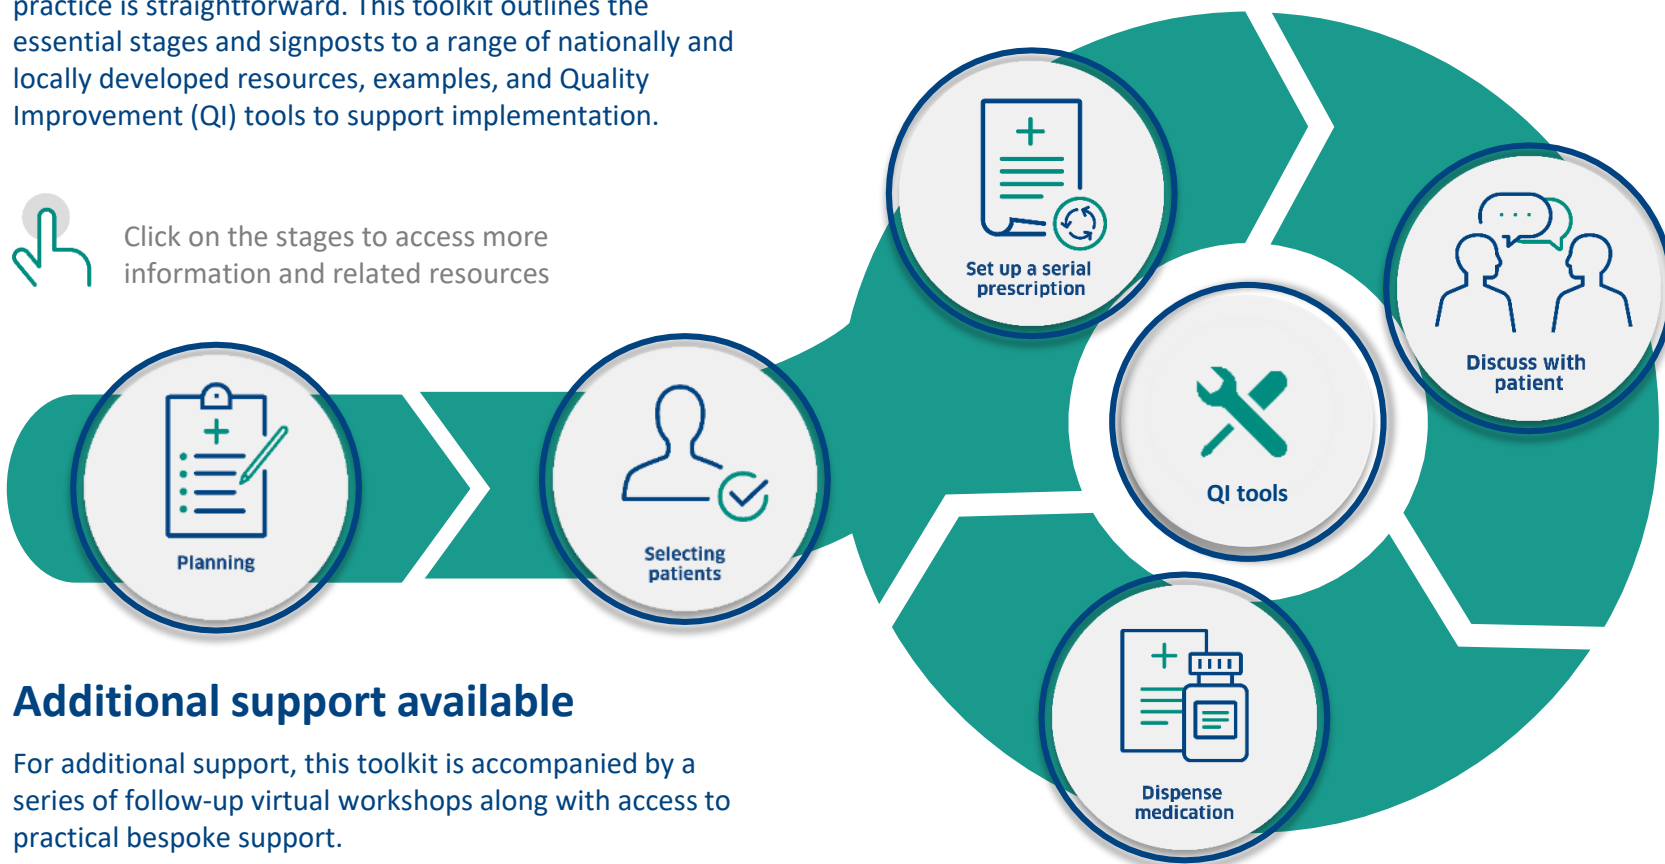 practice is straightforward. This toolkit outlines the
essential stages and signposts to a range of nationally and
locally developed resources, examples, and Quality
Improvement (QI) tools to support implementation.
Click on the stages to access more
information and related resources
Planning
Selecting
patients
Set up a serial
prescription
Discuss with
patient
QI tools
Dispense
medication
Additional support available
For additional support, this toolkit is accompanied by a
series of follow-up virtual workshops along with access to
practical bespoke support.